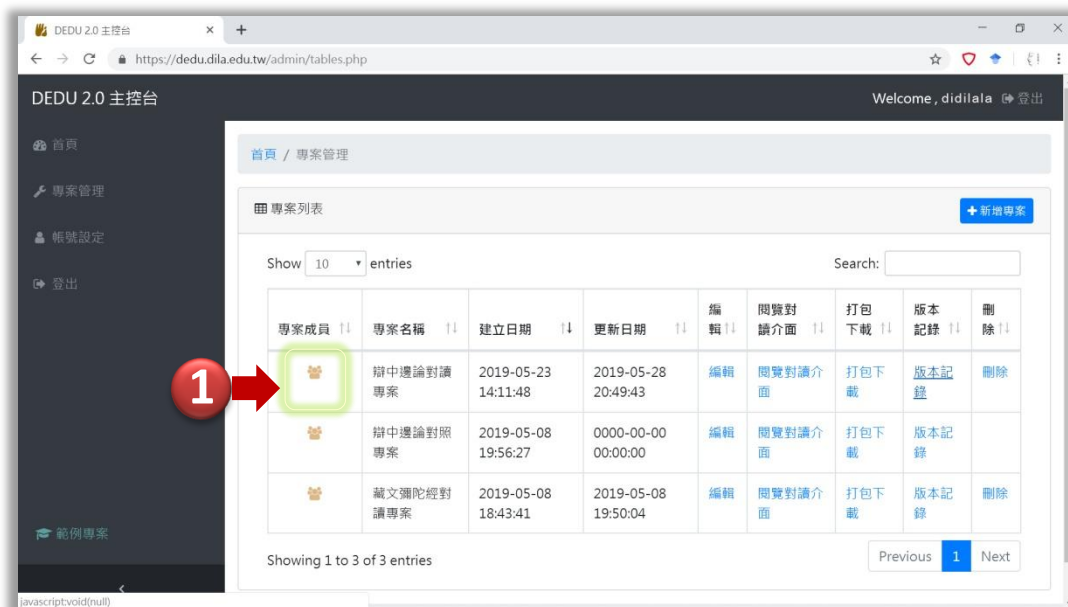 DEDU 2.0 主控台
https://dedu.dila.edu.tw/admin/tables.php
DEDU 2.0 主控台
Welcome , didilala 登出
首頁
專案管理
帳號設定
登出
範例專案
首頁 / 專案管理
專案列表
新增專案
Show 10 entries
Search:
專案成員 專案名稱 建立日期 更新日期 編輯 閱覽對讀介面 打包下載 版本記錄 刪除
1
辯中邊論對讀專案 2019-05-23 14:11:48 2019-05-28 20:49:43 編輯 閱覽對讀介面 打包下載 版本記錄 刪除
辯中邊論對照專案 2019-05-08 19:56:27 0000-00-00 00:00:00 編輯 閱覽對讀介面 打包下載 版本記錄
藏文彌陀經對讀專案 2019-05-08 18:43:41 2019-05-08 19:50:04 編輯 閱覽對讀介面 打包下載 版本記錄 刪除
Showing 1 to 3 of 3 entries
Previous 1 Next
javascript:void(null)